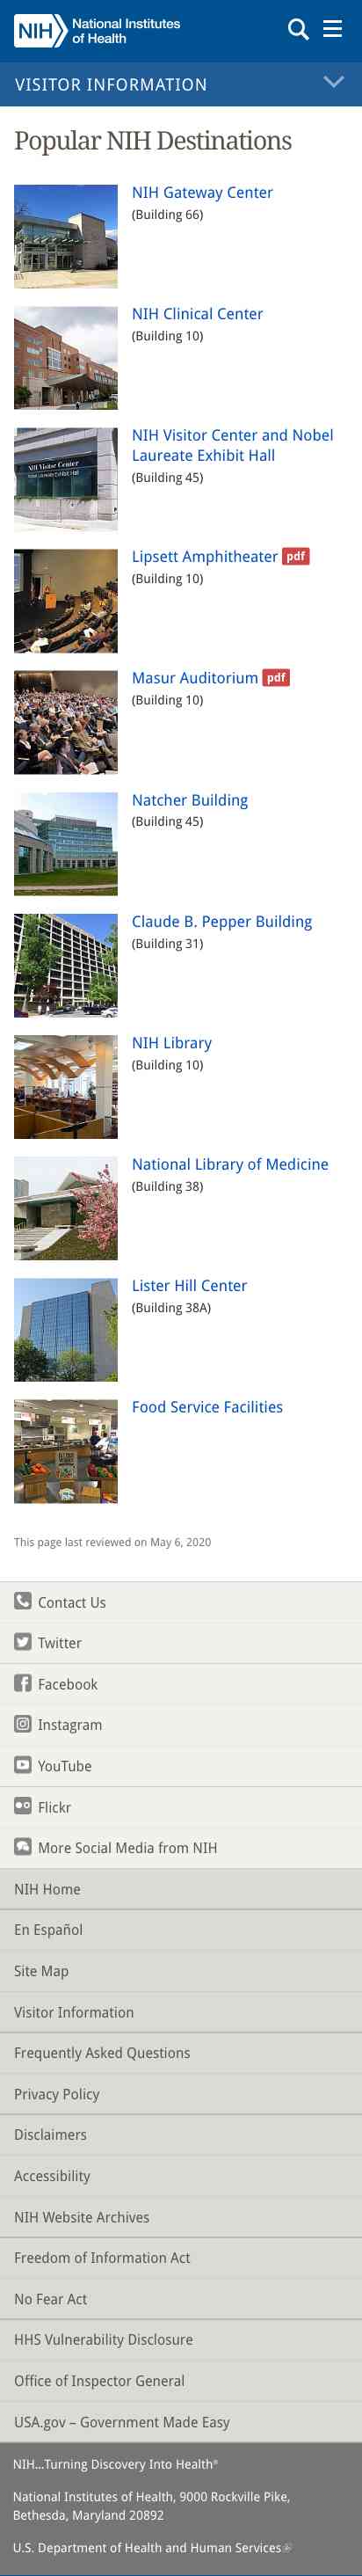 NIH
National Institutes
of Health
VISITOR INFORMATION
Popular NIH Destinations
NIH Gateway Center
(Building 66)
NIH Clinical Center
(Building 10)
NIH Visitor Center
NIH Visitor Center and Nobel
Laureate Exhibit Hall
(Building 45)
Lipsett Amphitheater pdf
(Building 10)
Masur Auditorium pdf
(Building 10)
Natcher Building
(Building 45)
Claude B. Pepper Building
(Building 31)
NIH Library
(Building 10)
National Library of Medicine
(Building 38)
Lister Hill Center
(Building 38A)
Food Service Facilities
This page last reviewed on May 6, 2020
Contact Us
Twitter
Facebook
Instagram
YouTube
Flickr
More Social Media from NIH
NIH Home
En Español
Site Map
Visitor Information
Frequently Asked Questions
Privacy Policy
Disclaimers
Accessibility
NIH Website Archives
Freedom of Information Act
No Fear Act
HHS Vulnerability Disclosure
Office of Inspector General
USA.gov – Government Made Easy
NIH...Turning Discovery Into Health®
National Institutes of Health, 9000 Rockville Pike,
Bethesda, Maryland 20892
U.S. Department of Health and Human Services